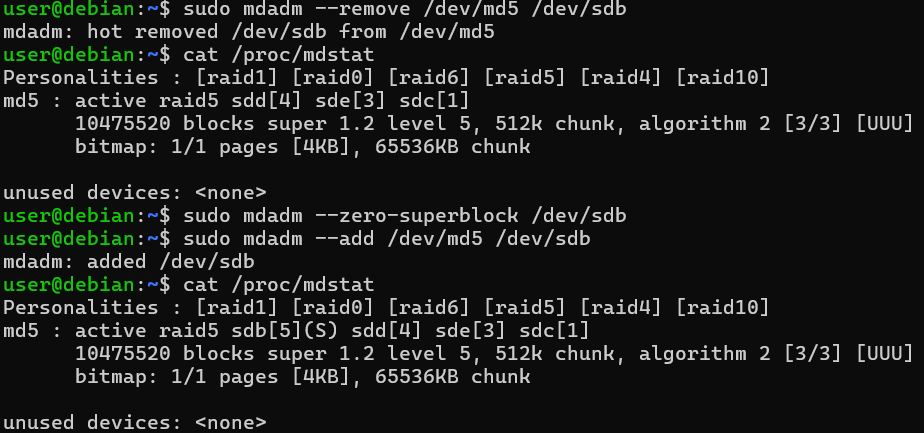 user@debian:~$ sudo mdadm --remove /dev/md5 /dev/sdb
mdadm: hot removed /dev/sdb from /dev/md5
user@debian:~$ cat /proc/mdstat
Personalities : [raid1] [raid0] [raid6] [raid5] [raid4] [raid10]
md5 : active raid5 sdd[4] sde[3] sdc[1]
      10475520 blocks super 1.2 level 5, 512k chunk, algorithm 2 [3/3] [UUU]
      bitmap: 1/1 pages [4KB], 65536KB chunk

unused devices: <none>
user@debian:~$ sudo mdadm --zero-superblock /dev/sdb
user@debian:~$ sudo mdadm --add /dev/md5 /dev/sdb
mdadm: added /dev/sdb
user@debian:~$ cat /proc/mdstat
Personalities : [raid1] [raid0] [raid6] [raid5] [raid4] [raid10]
md5 : active raid5 sdb[5](S) sdd[4] sde[3] sdc[1]
      10475520 blocks super 1.2 level 5, 512k chunk, algorithm 2 [3/3] [UUU]
      bitmap: 1/1 pages [4KB], 65536KB chunk

unused devices: <none>